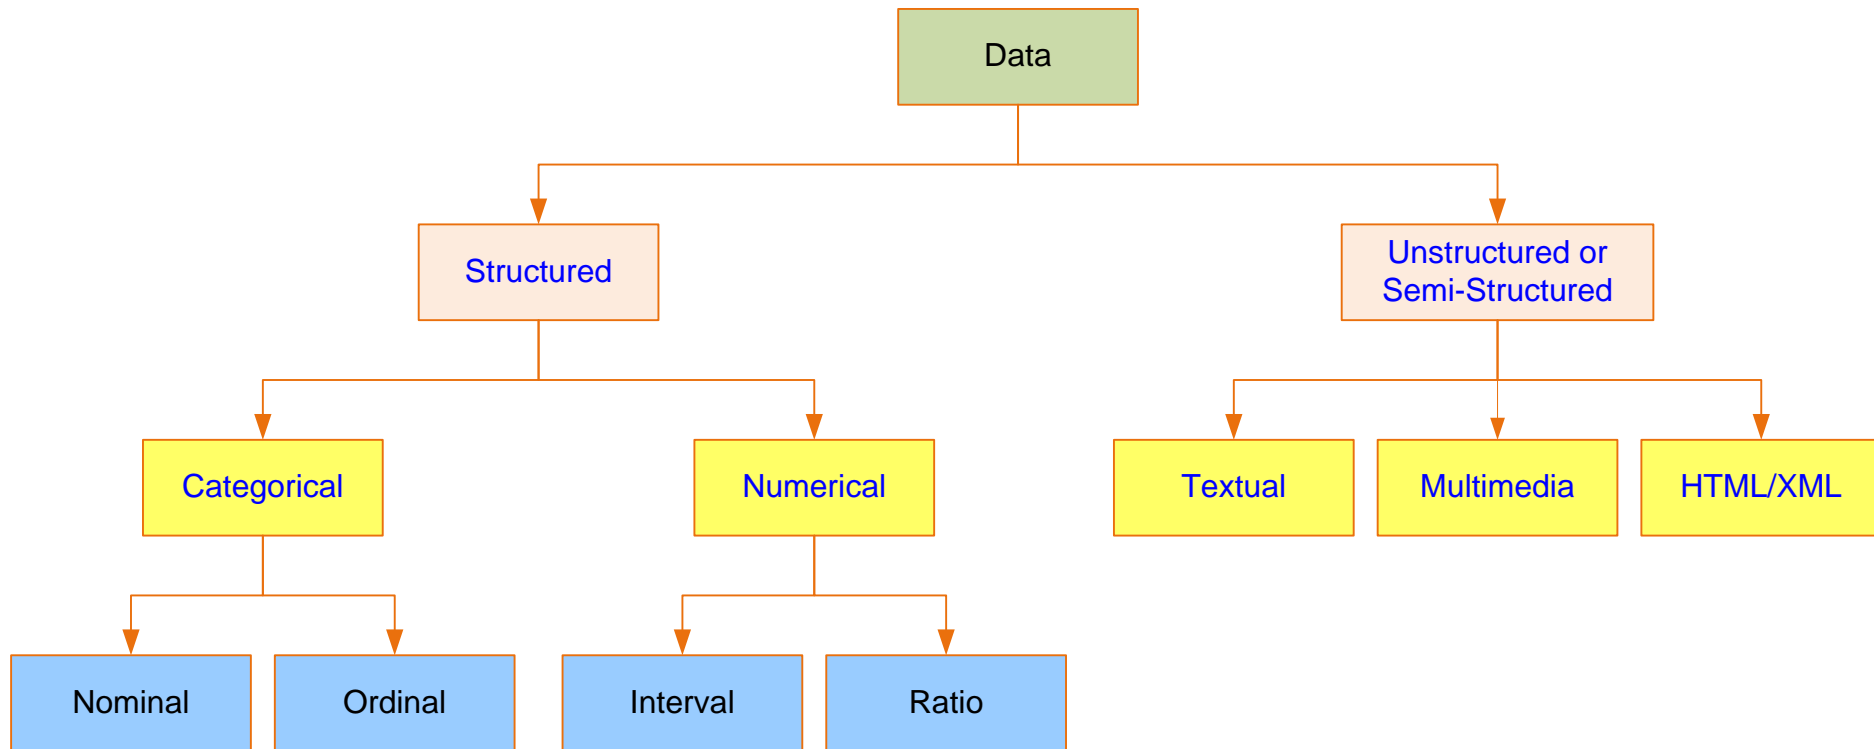 Data
Structured
Unstructured or
Semi-Structured
Categorical
Numerical
Textual
Multimedia
HTML/XML
Nominal
Ordinal
Interval
Ratio